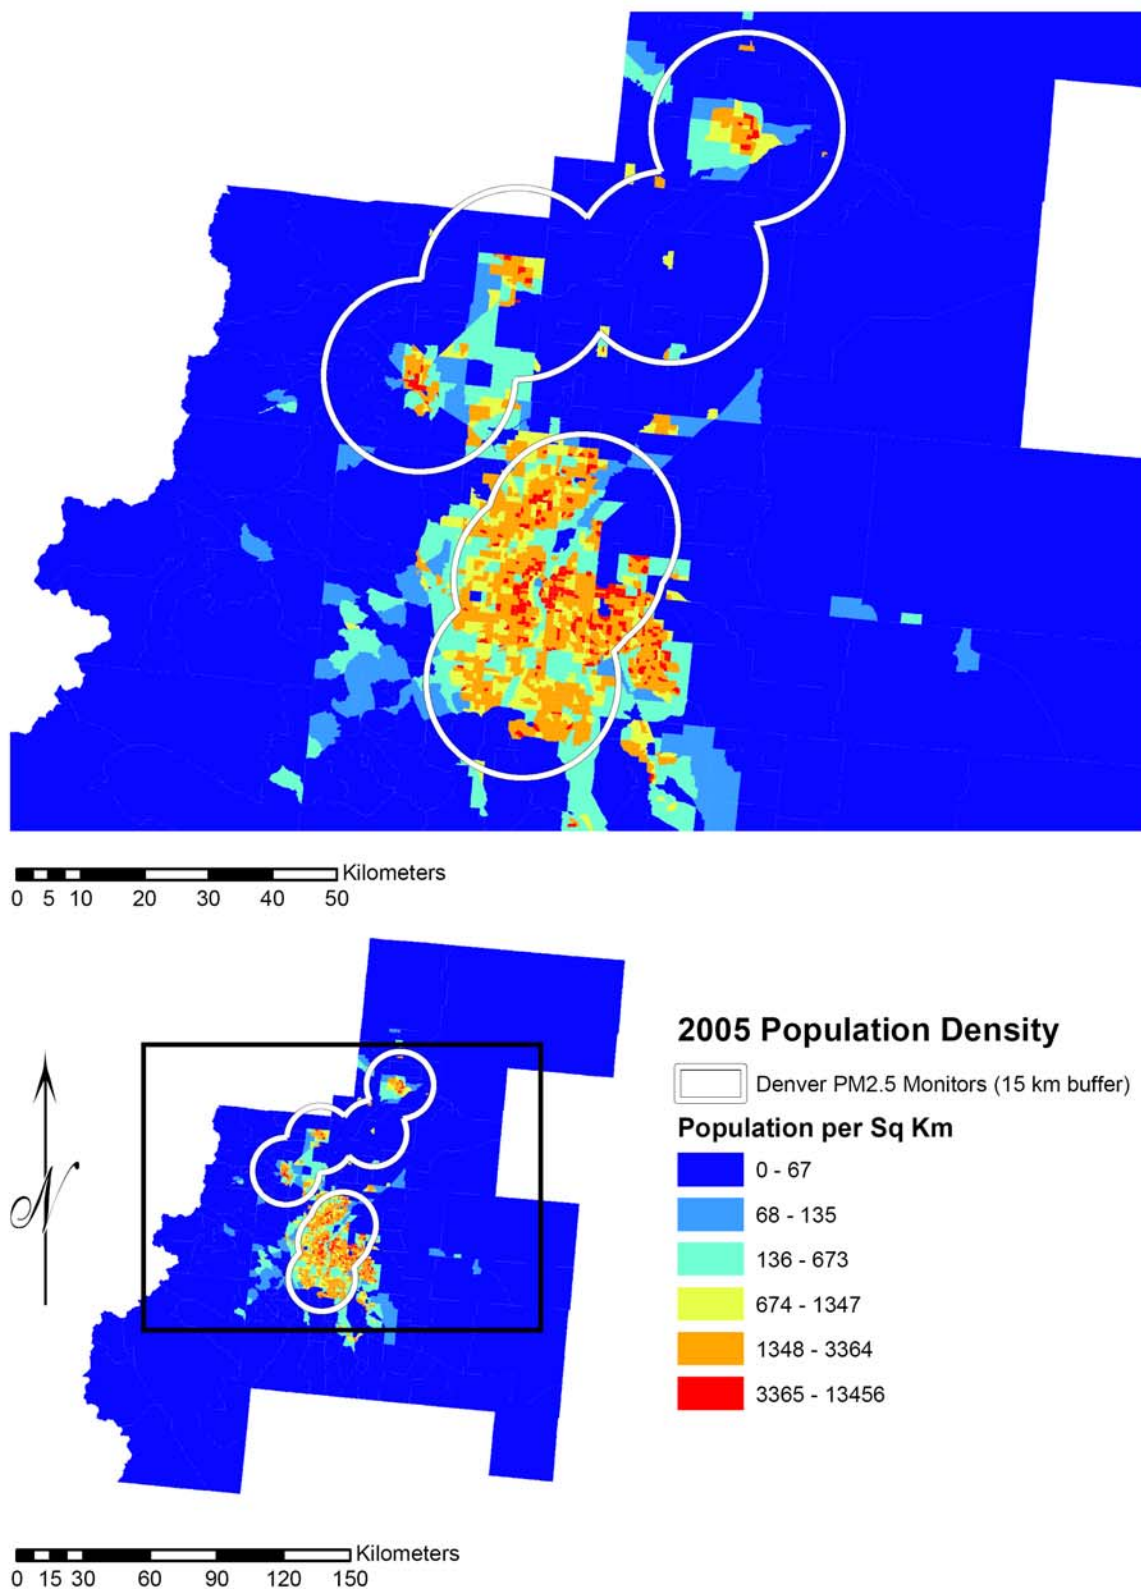 Kilometers
0 5 10 20 30 40 50
2005 Population Density
Denver PM2.5 Monitors (15 km buffer)
Population per Sq Km
0 - 67
68 - 135
136 - 673
674 - 1347
1348 - 3364
3365 - 13456
N
Kilometers
0 15 30 60 90 120 150